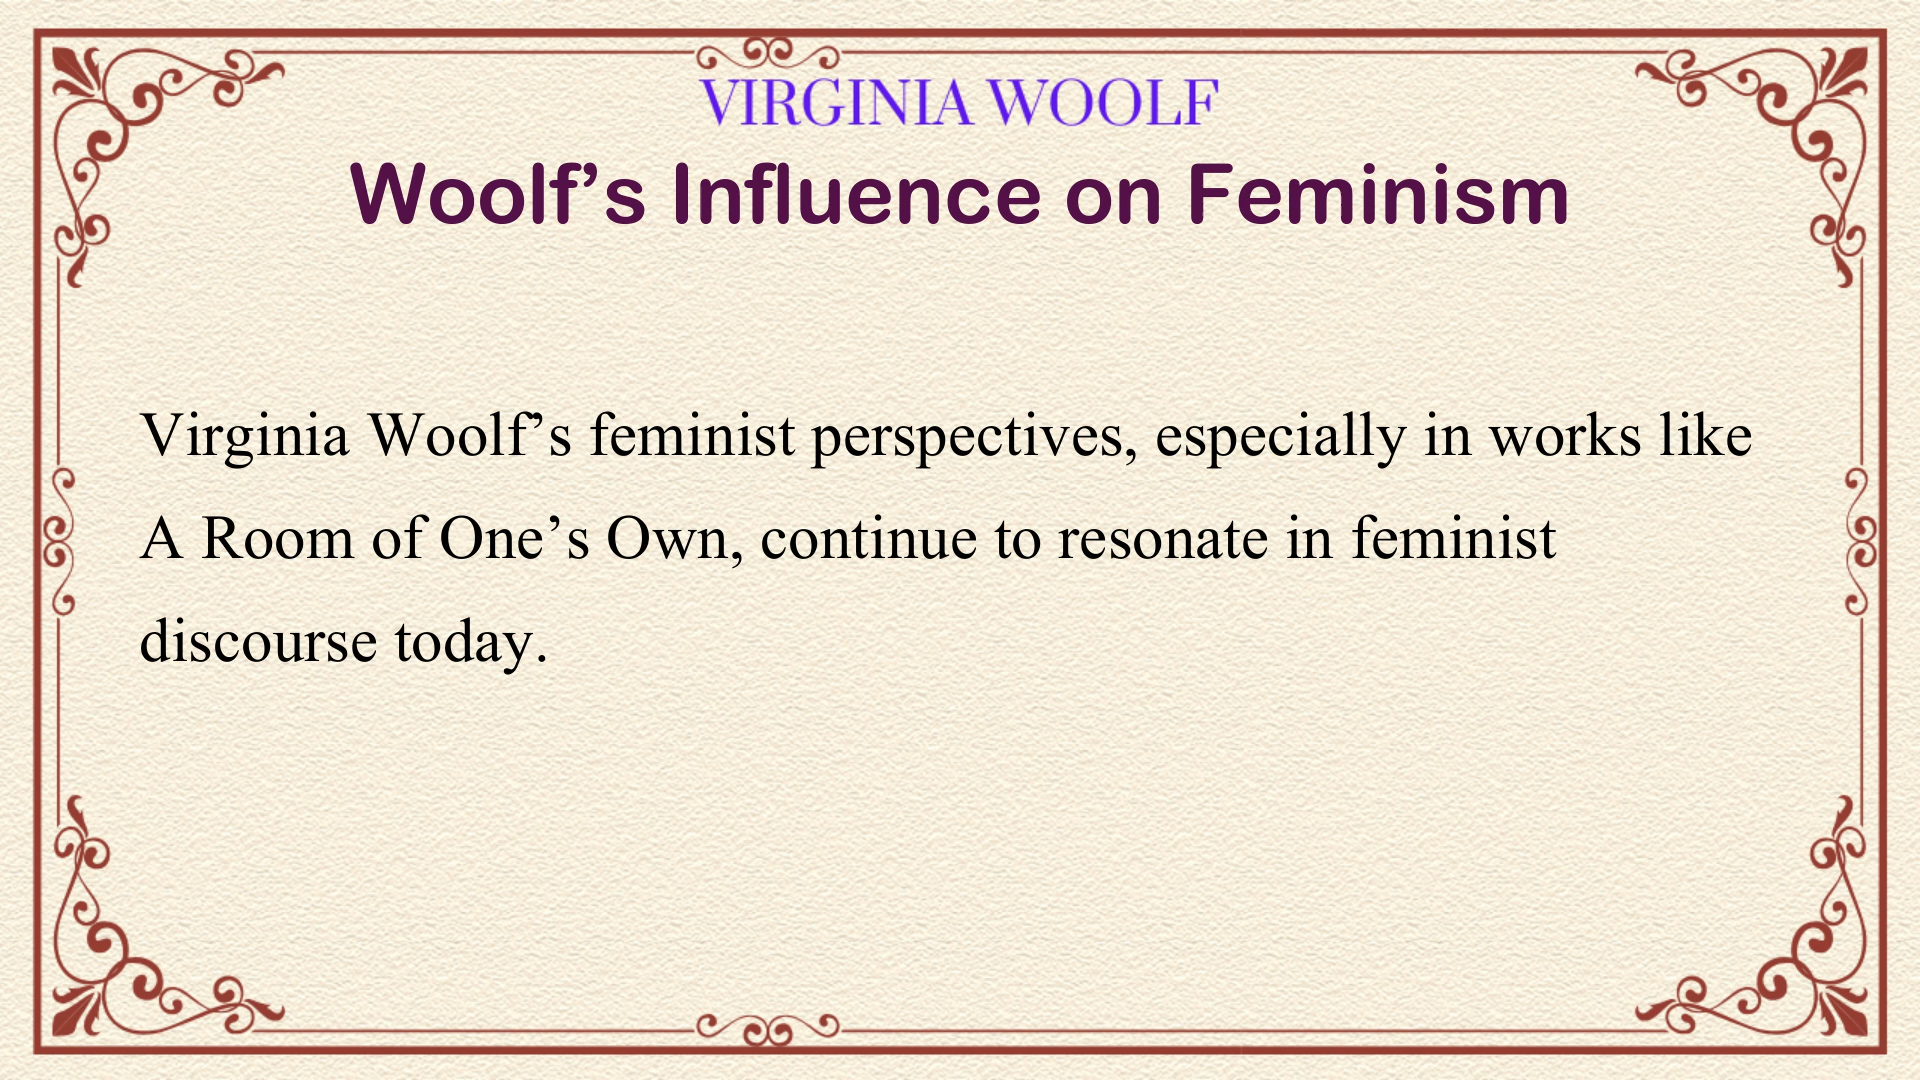 VIRGINIA WOOLF
Woolf’s Influence on Feminism
Virginia Woolf’s feminist perspectives, especially in works like
A Room of One’s Own, continue to resonate in feminist
discourse today.